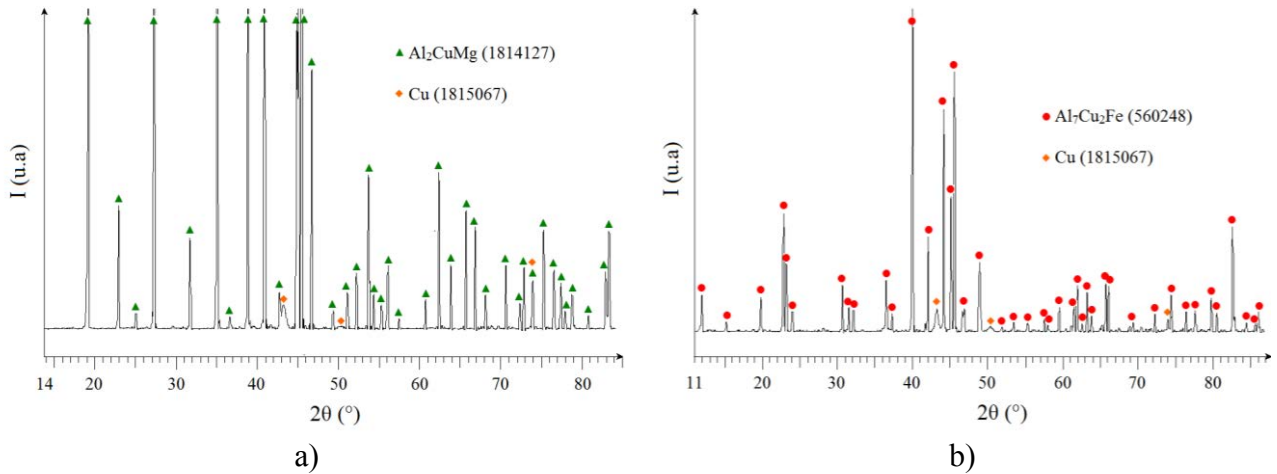 I (u.a)
Al₂CuMg (1814127)
Cu (1815067)
14 20 30 40 50 60 70 80
2θ (°)
a)
I (u.a)
Al₇Cu₂Fe (560248)
Cu (1815067)
11 20 30 40 50 60 70 80
2θ (°)
b)